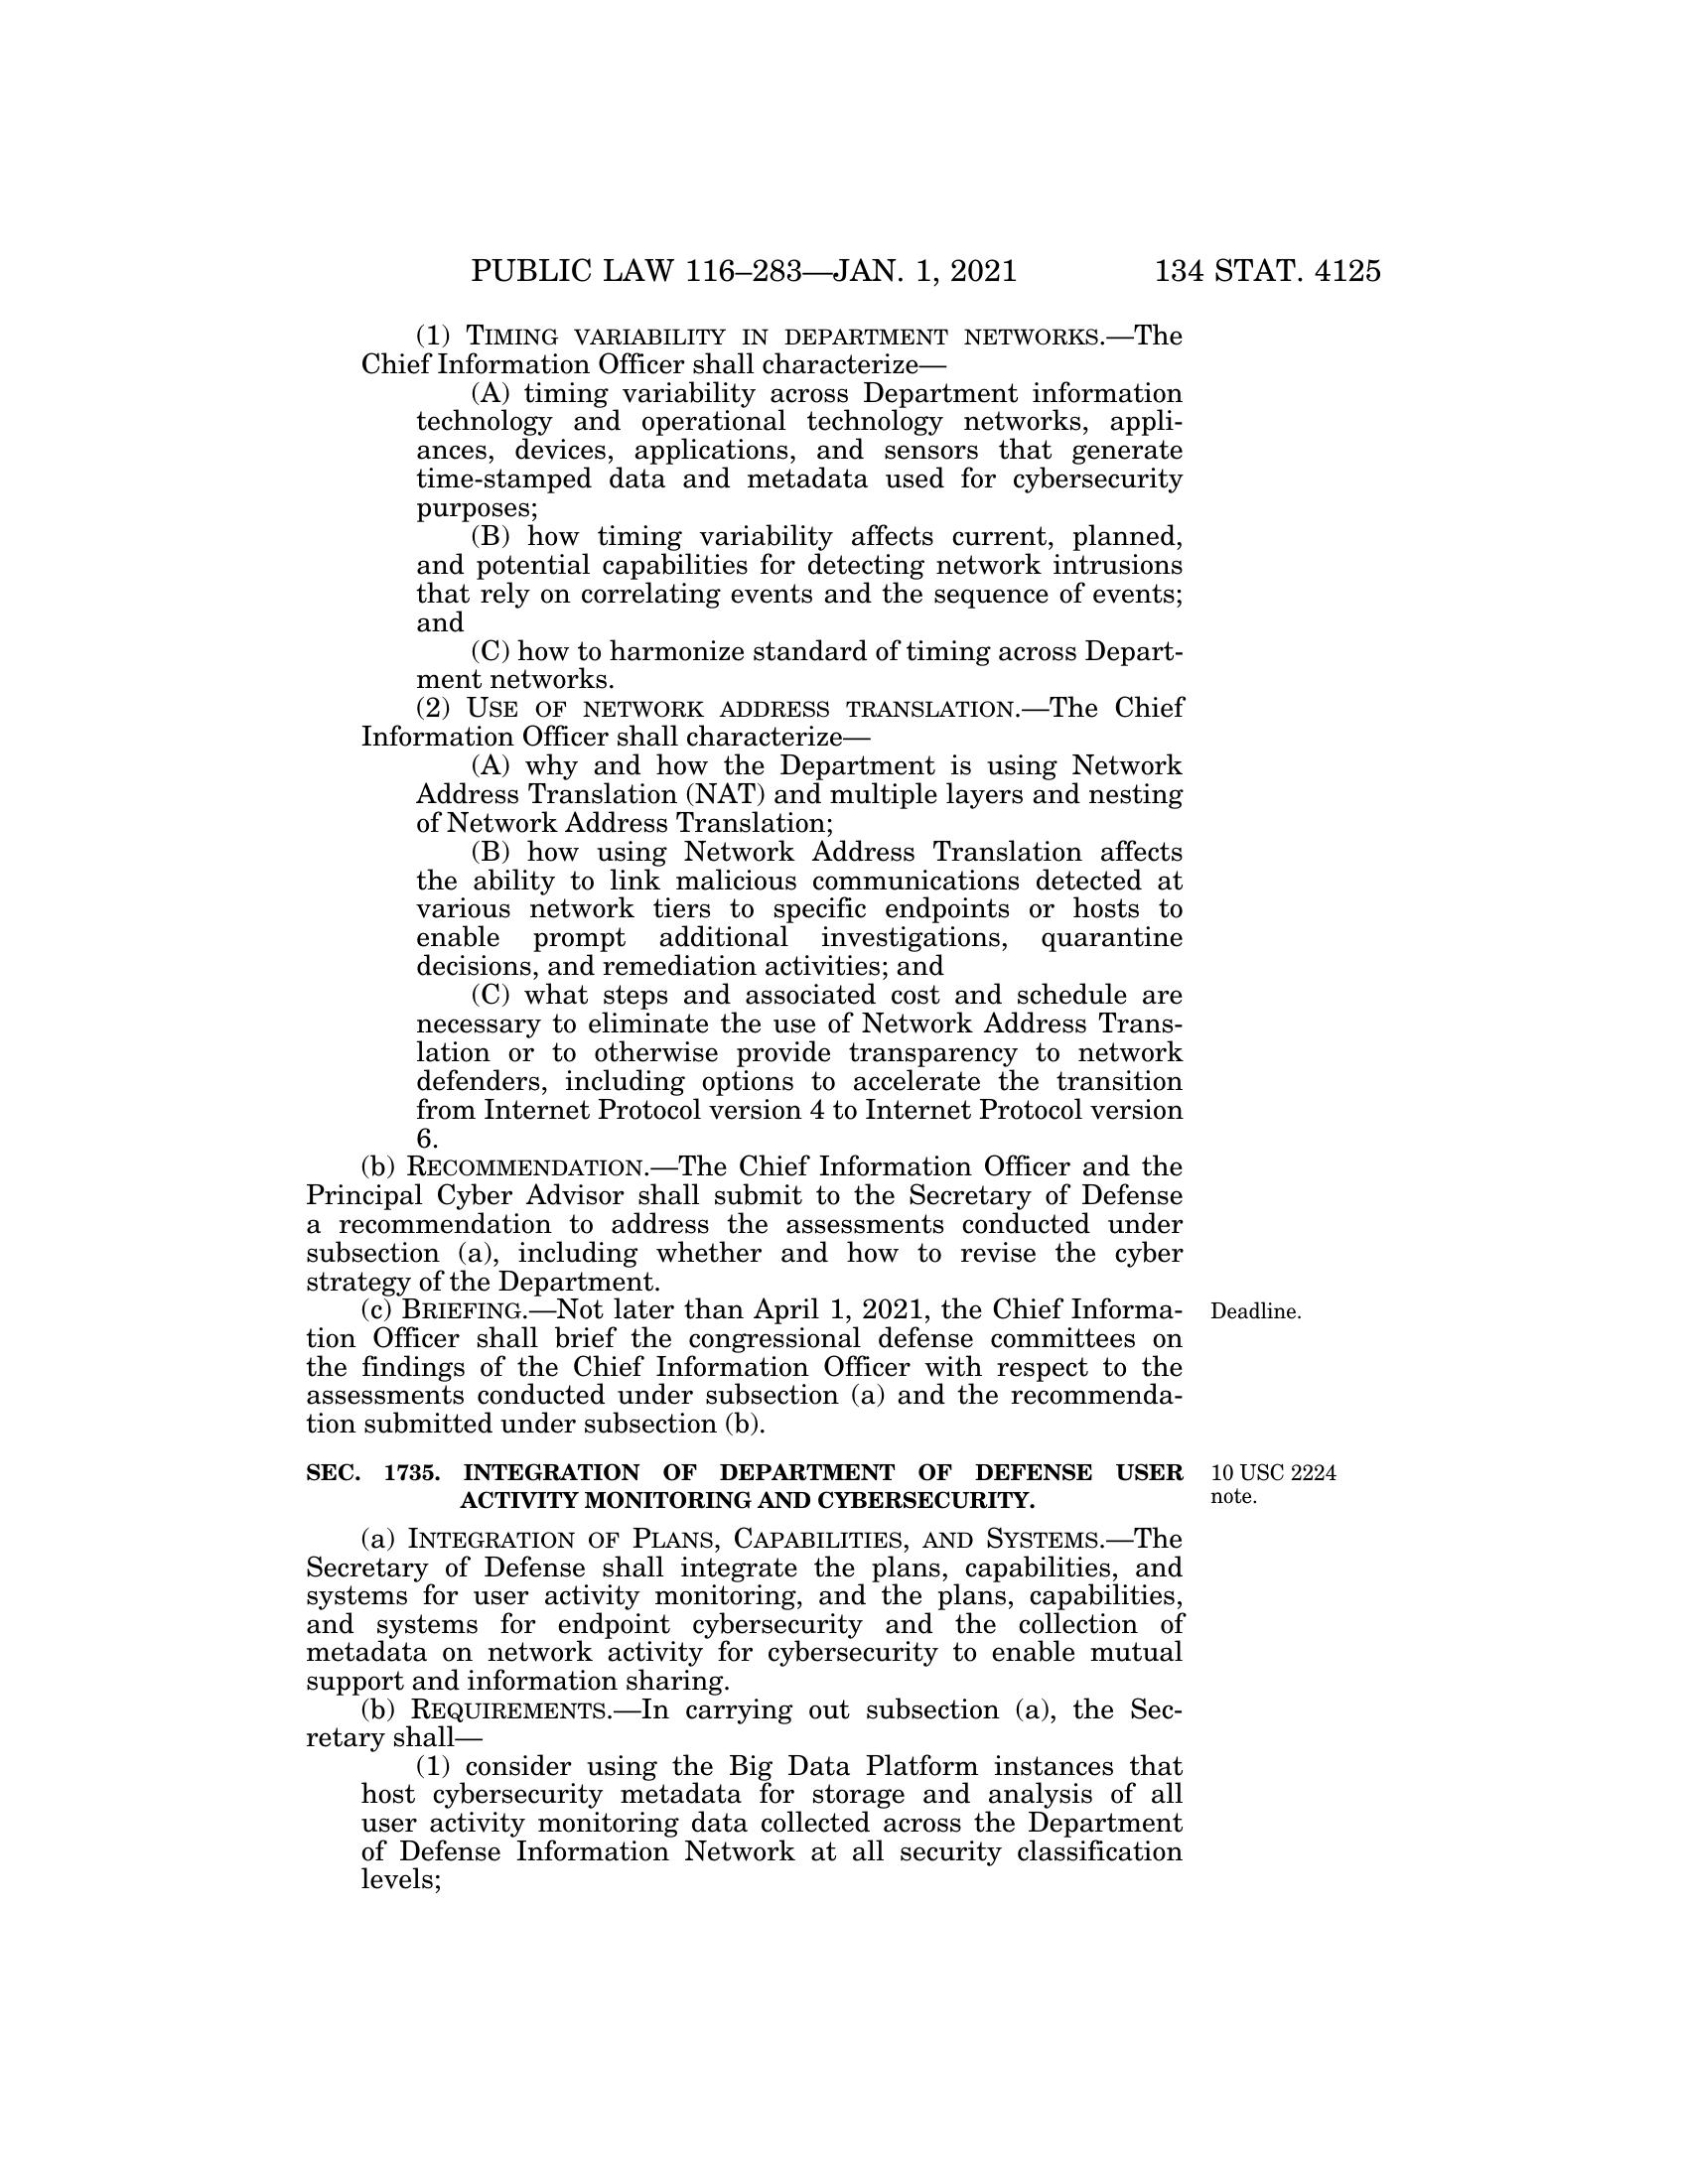 PUBLIC LAW 116–283—JAN. 1, 2021 134 STAT. 4125
(1) TIMING VARIABILITY IN DEPARTMENT NETWORKS.—The
Chief Information Officer shall characterize—
(A) timing variability across Department information
technology and operational technology networks, appli-
ances, devices, applications, and sensors that generate
time-stamped data and metadata used for cybersecurity
purposes;
(B) how timing variability affects current, planned,
and potential capabilities for detecting network intrusions
that rely on correlating events and the sequence of events;
and
(C) how to harmonize standard of timing across Depart-
ment networks.
(2) USE OF NETWORK ADDRESS TRANSLATION.—The Chief
Information Officer shall characterize—
(A) why and how the Department is using Network
Address Translation (NAT) and multiple layers and nesting
of Network Address Translation;
(B) how using Network Address Translation affects
the ability to link malicious communications detected at
various network tiers to specific endpoints or hosts to
enable prompt additional investigations, quarantine
decisions, and remediation activities; and
(C) what steps and associated cost and schedule are
necessary to eliminate the use of Network Address Trans-
lation or to otherwise provide transparency to network
defenders, including options to accelerate the transition
from Internet Protocol version 4 to Internet Protocol version
6.
(b) RECOMMENDATION.—The Chief Information Officer and the
Principal Cyber Advisor shall submit to the Secretary of Defense
a recommendation to address the assessments conducted under
subsection (a), including whether and how to revise the cyber
strategy of the Department.
(c) BRIEFING.—Not later than April 1, 2021, the Chief Informa-
tion Officer shall brief the congressional defense committees on
the findings of the Chief Information Officer with respect to the
assessments conducted under subsection (a) and the recommenda-
tion submitted under subsection (b).
Deadline.
SEC. 1735. INTEGRATION OF DEPARTMENT OF DEFENSE USER
ACTIVITY MONITORING AND CYBERSECURITY.
10 USC 2224
note.
(a) INTEGRATION OF PLANS, CAPABILITIES, AND SYSTEMS.—The
Secretary of Defense shall integrate the plans, capabilities, and
systems for user activity monitoring, and the plans, capabilities,
and systems for endpoint cybersecurity and the collection of
metadata on network activity for cybersecurity to enable mutual
support and information sharing.
(b) REQUIREMENTS.—In carrying out subsection (a), the Sec-
retary shall—
(1) consider using the Big Data Platform instances that
host cybersecurity metadata for storage and analysis of all
user activity monitoring data collected across the Department
of Defense Information Network at all security classification
levels;